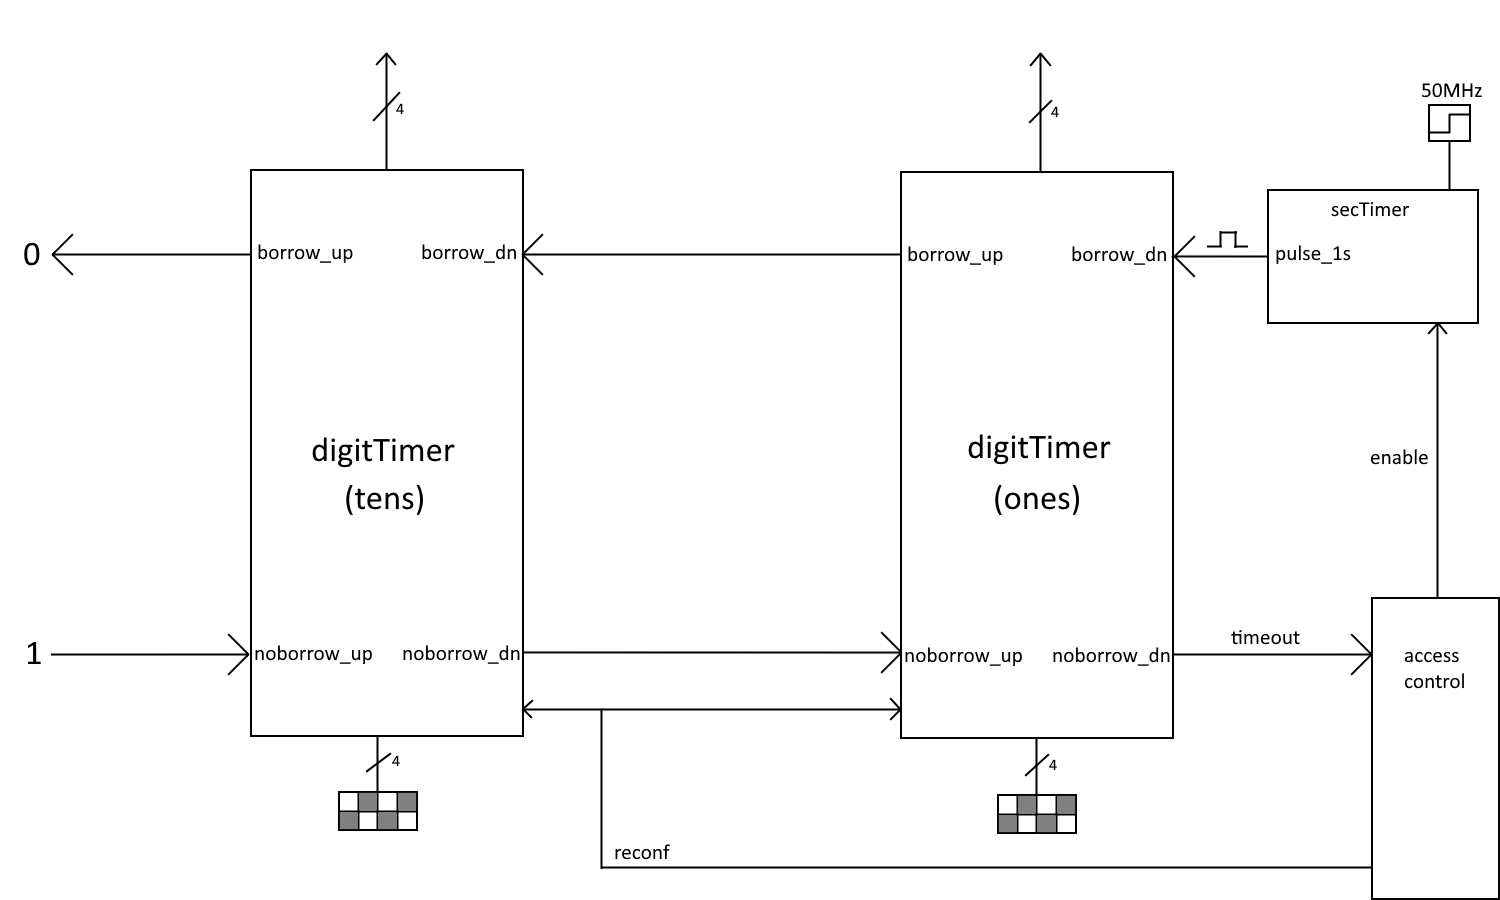 50MHz
4
4
secTimer
0
borrow_up
borrow_dn
borrow_up
borrow_dn
pulse_1s
digitTimer
(tens)
digitTimer
(ones)
enable
1
noborrow_up
noborrow_dn
noborrow_up
noborrow_dn
timeout
access
control
4
4
reconf